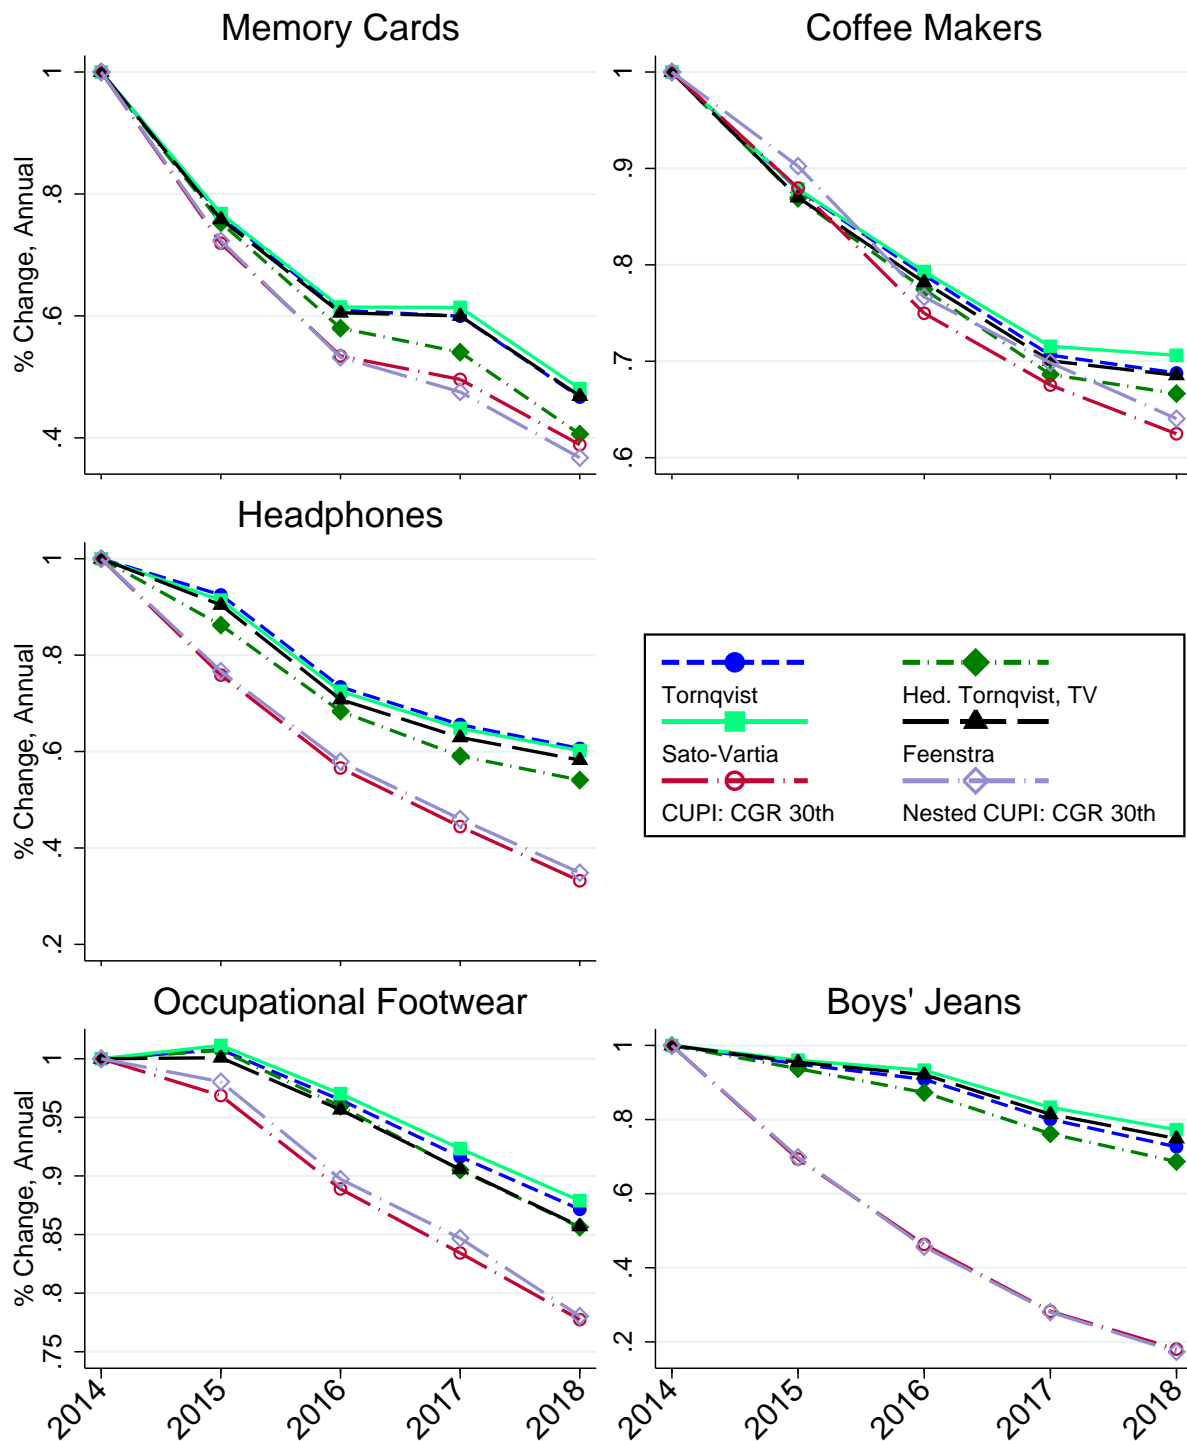 Memory Cards
% Change, Annual
1
.8
.6
.4
Coffee Makers
1
.9
.8
.7
.6
Headphones
% Change, Annual
1
.8
.6
.4
.2
Tornqvist
Hed. Tornqvist, TV
Sato-Vartia
Feenstra
CUPI: CGR 30th
Nested CUPI: CGR 30th
Occupational Footwear
% Change, Annual
1
.95
.9
.85
.8
.75
2014
2015
2016
2017
2018
Boys' Jeans
1
.8
.6
.4
.2
2014
2015
2016
2017
2018